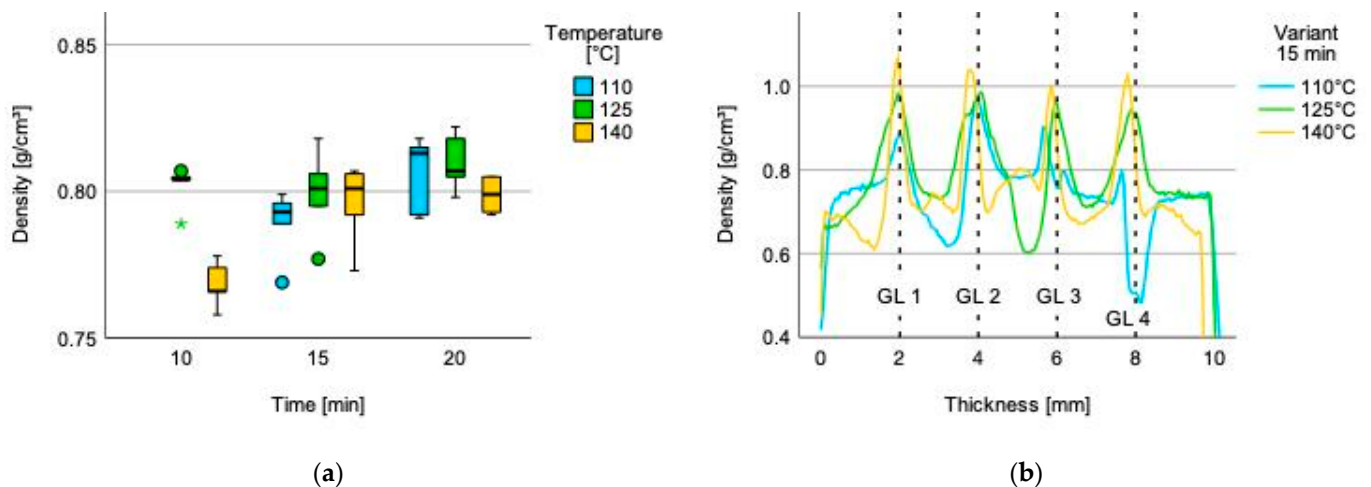 0.85
0.80
0.75
Density [g/cm³]
10
15
20
Time [min]
Temperature
[°C]
110
125
140
(a)
1.0
0.8
0.6
0.4
Density [g/cm³]
GL 1
GL 2
GL 3
GL 4
0
2
4
6
8
10
Thickness [mm]
Variant
15 min
110°C
125°C
140°C
(b)